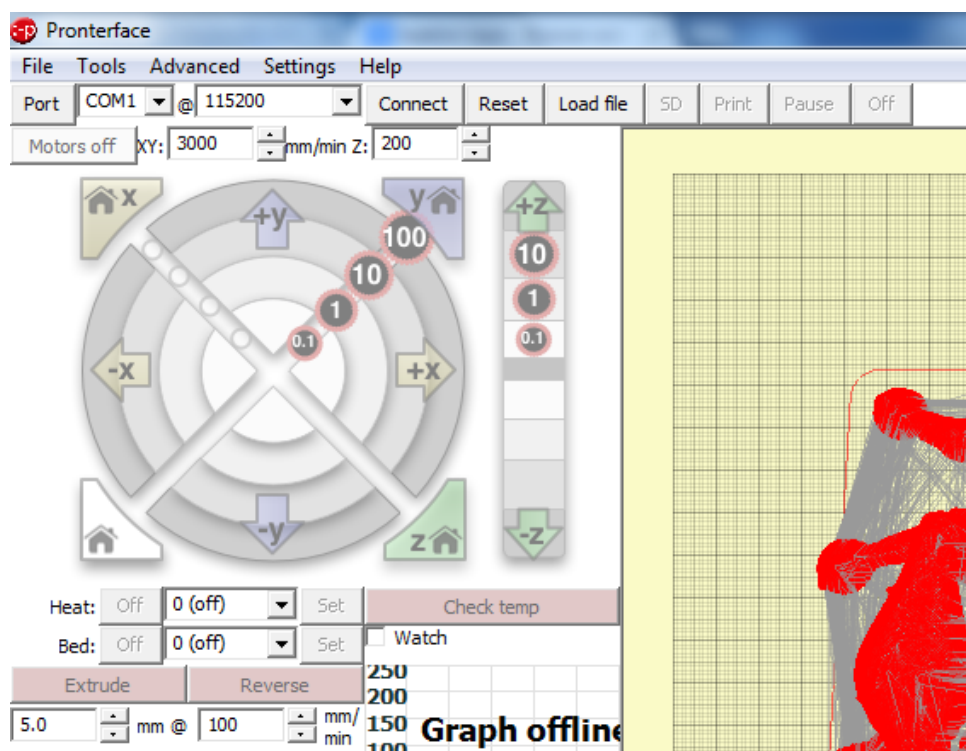 :-p Pronterface
File Tools Advanced Settings Help
Port COM1 @ 115200 Connect Reset Load file SD Print Pause Off
Motors off XY: 3000 mm/min Z: 200
x +y y +z
100
10 10
1 1
0.1 0.1
-x +x
-y z -z
Heat: Off 0 (off) Set Check temp
Bed: Off 0 (off) Set Watch
Extrude Reverse 250
200
5.0 mm @ 100 mm/ min 150 Graph offline
100